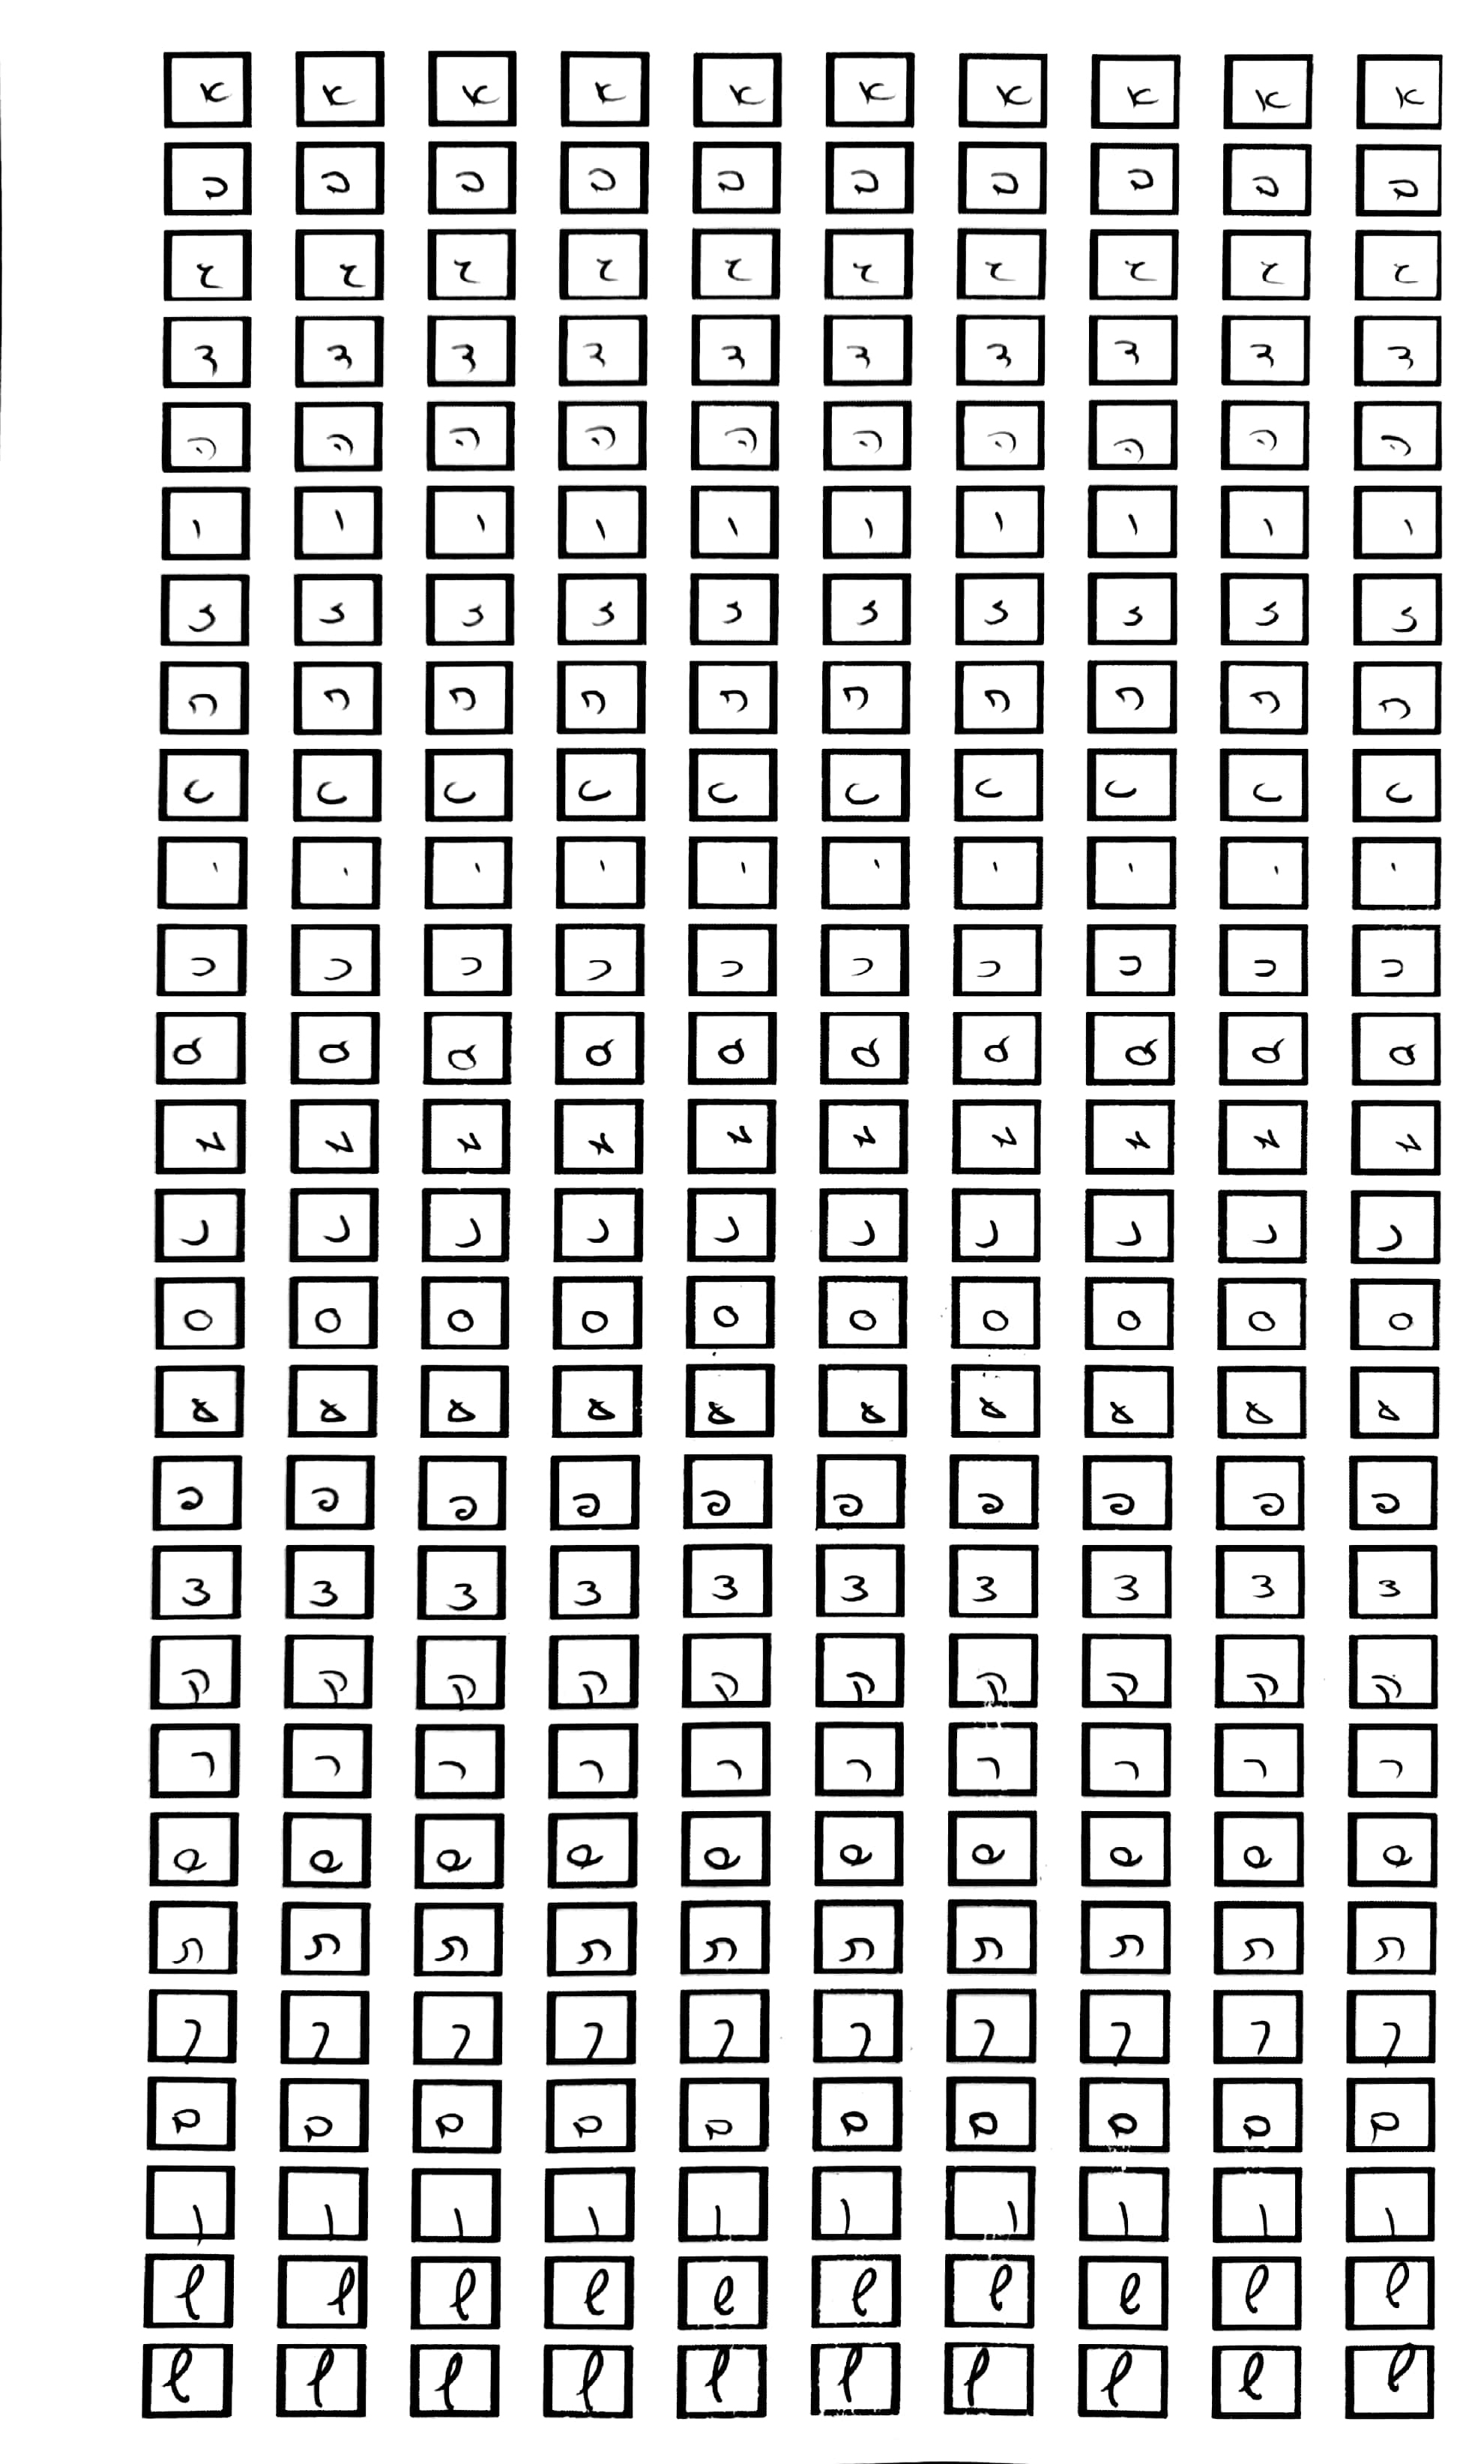 א א א א א א א א א א
ב ב ב ב ב ב ב ב ב ב
ג ג ג ג ג ג ג ג ג ג
ד ד ד ד ד ד ד ד ד ד
ה ה ה ה ה ה ה ה ה ה
ו ו ו ו ו ו ו ו ו ו
ז ז ז ז ז ז ז ז ז ז
ח ח ח ח ח ח ח ח ח ח
ט ט ט ט ט ט ט ט ט ט
י י י י י י י י י י
כ כ כ כ כ כ כ כ כ כ
ל ל ל ל ל ל ל ל ל ל
מ מ מ מ מ מ מ מ מ מ
נ נ נ נ נ נ נ נ נ נ
ס ס ס ס ס ס ס ס ס ס
ע ע ע ע ע ע ע ע ע ע
פ פ פ פ פ פ פ פ פ פ
צ צ צ צ צ צ צ צ צ צ
ק ק ק ק ק ק ק ק ק ק
ר ר ר ר ר ר ר ר ר ר
ש ש ש ש ש ש ש ש ש ש
ת ת ת ת ת ת ת ת ת ת
ך ך ך ך ך ך ך ך ך ך
ם ם ם ם ם ם ם ם ם ם
ן ן ן ן ן ן ן ן ן ן
ף ף ף ף ף ף ף ף ף ף
ץ ץ ץ ץ ץ ץ ץ ץ ץ ץ